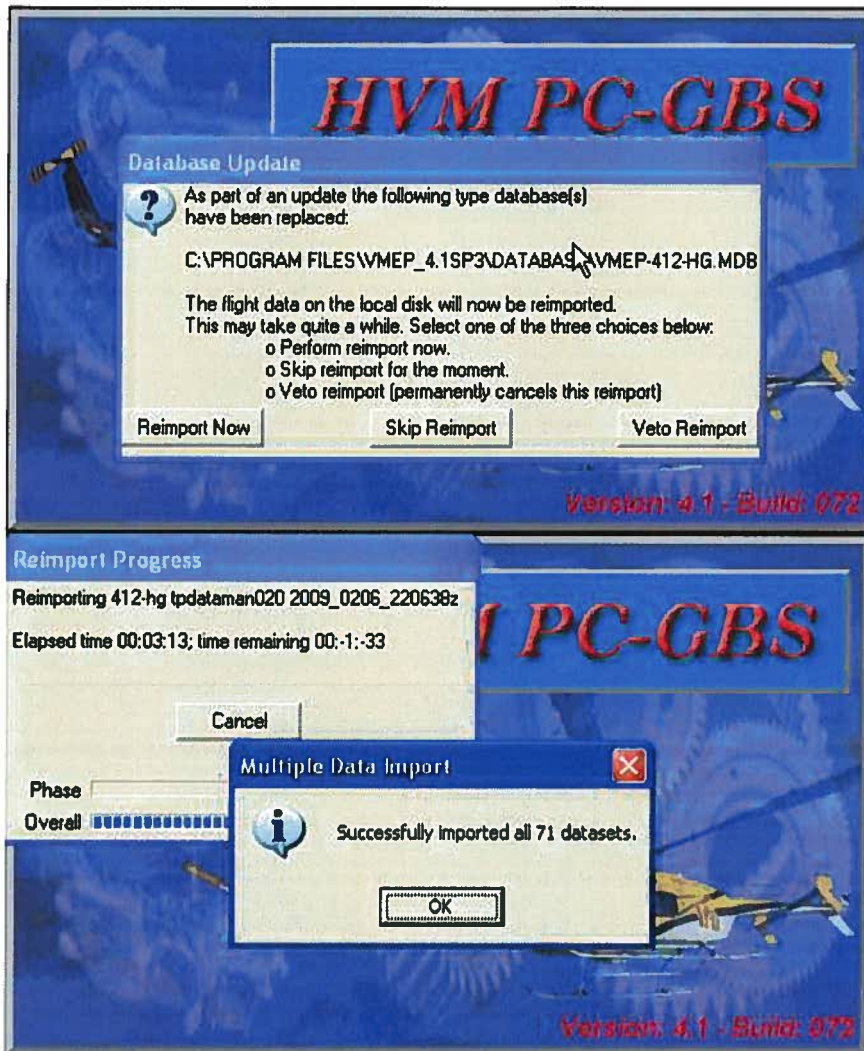 HVM PC-GBS
Database Update
As part of an update the following type database(s)
have been replaced:
C:\PROGRAM FILES\VMEP_4.1SP3\DATABAS \VMEP-412-HG.MDB
The flight data on the local disk will now be reimported.
This may take quite a while. Select one of the three choices below:
o Perform reimport now.
o Skip reimport for the moment.
o Veto reimport (permanently cancels this reimport)
Reimport Now
Skip Reimport
Veto Reimport
Version: 4.1 - Build: 072
Reimport Progress
Reimporting 412-hg tpdataman020 2009_0206_220638z
Elapsed time 00:03:13; time remaining 00:-1:-33
PC-GBS
Cancel
Multiple Data Import
Phase
Overall
Successfully imported all 71 datasets.
OK
Version: 4.1 - Build: 072